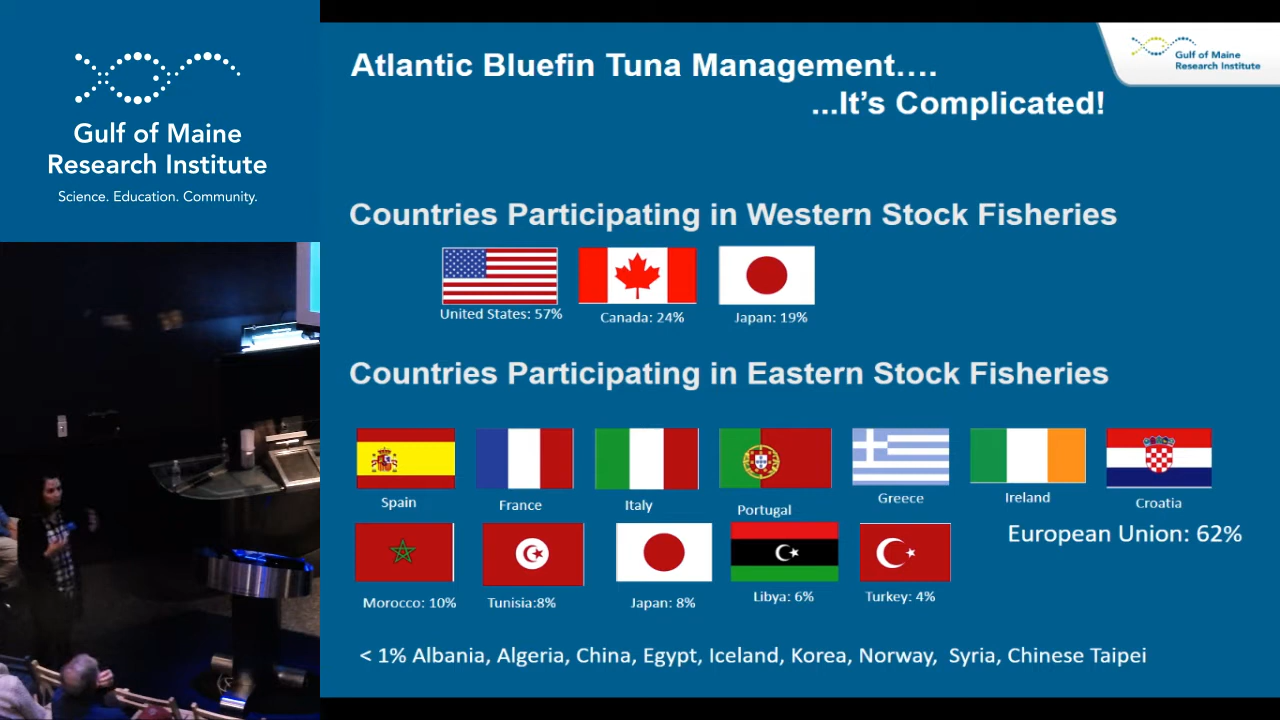 Gulf of Maine
Research Institute
Science. Education. Community.
Atlantic Bluefin Tuna Management....
...It's Complicated!
Gulf of Maine
Research Institute
Countries Participating in Western Stock Fisheries
United States: 57%
Canada: 24%
Japan: 19%
Countries Participating in Eastern Stock Fisheries
Spain
France
Italy
Portugal
Greece
Ireland
Croatia
European Union: 62%
Morocco: 10%
Tunisia:8%
Japan: 8%
Libya: 6%
Turkey: 4%
< 1% Albania, Algeria, China, Egypt, Iceland, Korea, Norway,  Syria, Chinese Taipei